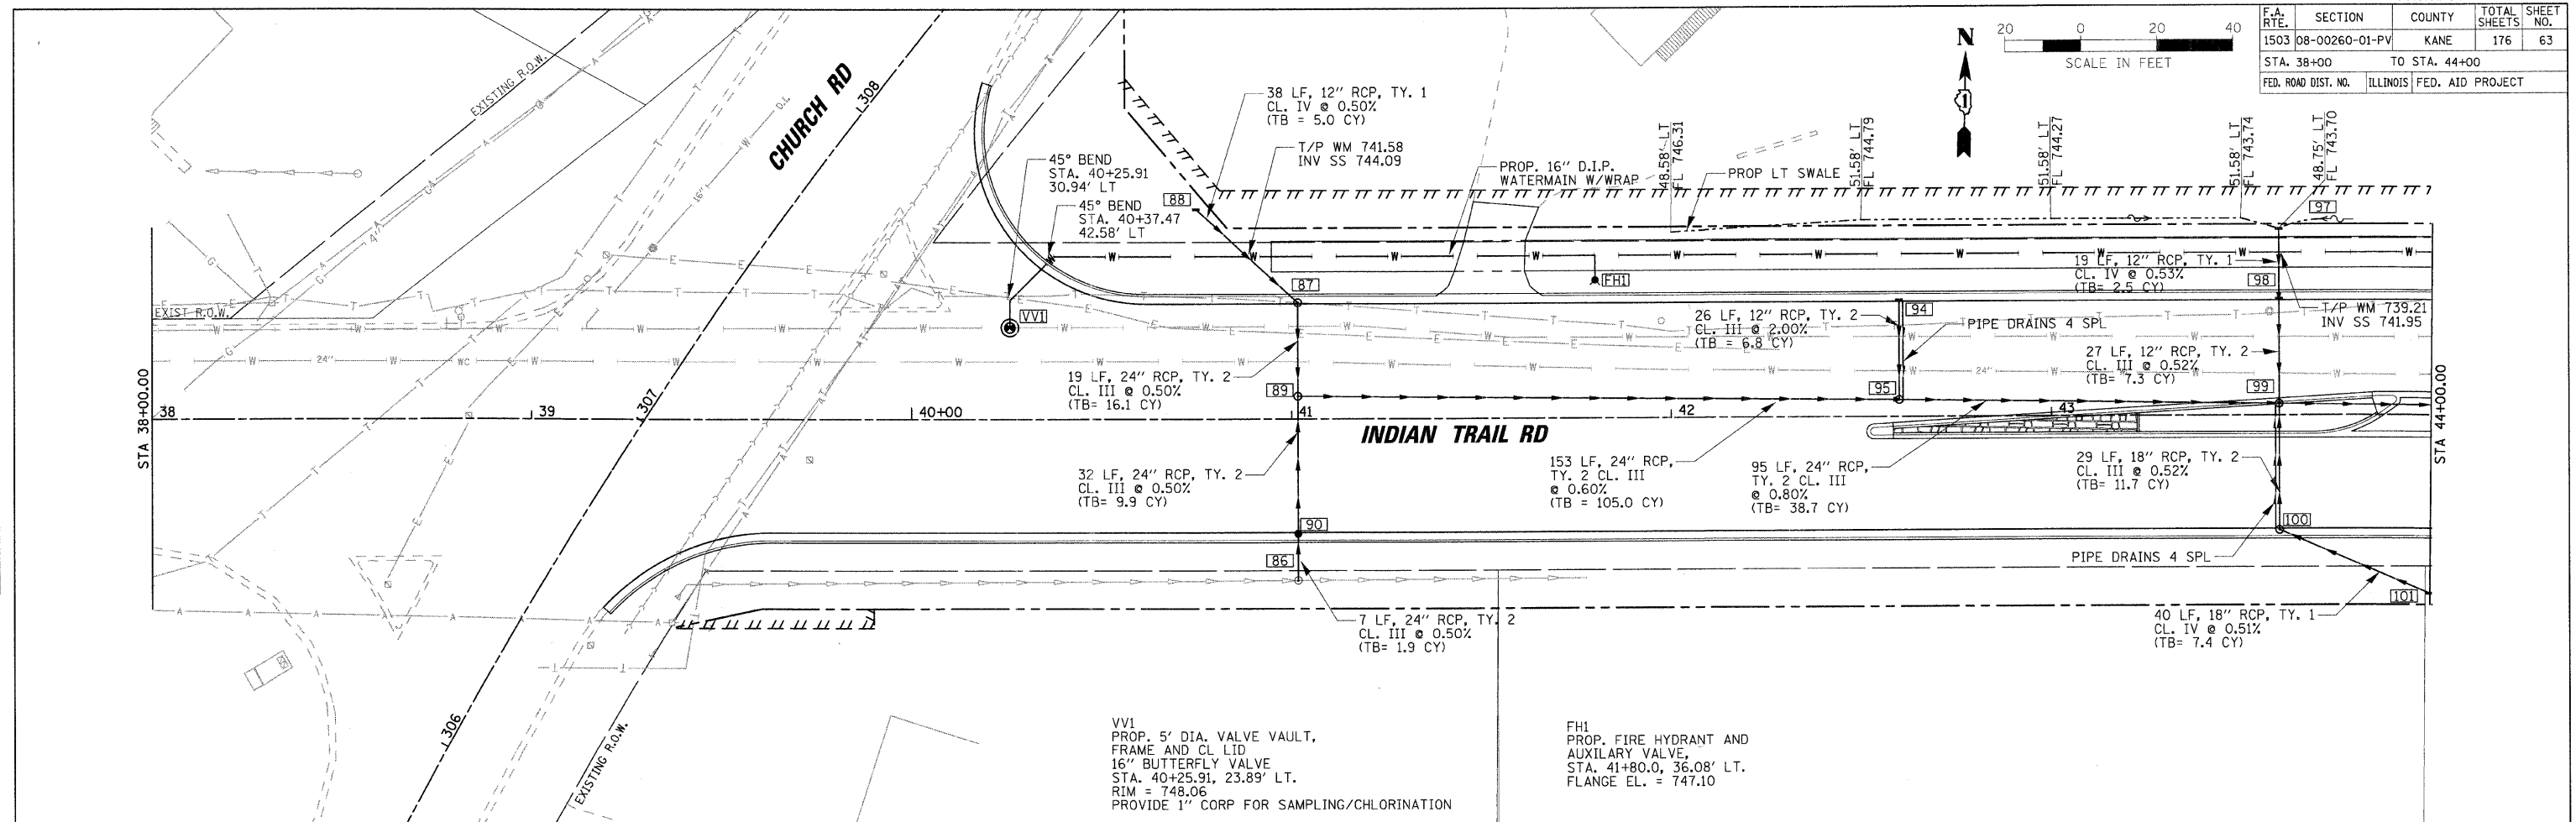 F.A. RTE.
SECTION
COUNTY
TOTAL SHEETS
SHEET NO.
1503
08-00260-01-PV
KANE
176
63
STA. 38+00 TO STA. 44+00
FED. ROAD DIST. NO.
ILLINOIS
FED. AID PROJECT
20 0 20 40
SCALE IN FEET
N
1
EXISTING R.O.W.
CHURCH RD
308
307
306
16"
D.I.
4"
38 LF, 12" RCP, TY. 1
CL. IV @ 0.50%
(TB = 5.0 CY)
T/P WM 741.58
INV SS 744.09
45° BEND
STA. 40+25.91
30.94' LT
45° BEND
STA. 40+37.47
42.58' LT
88
PROP. 16" D.I.P.
WATERMAIN W/WRAP
PROP LT SWALE
48.58' LT
FL 746.31
51.58' LT
FL 744.79
51.58' LT
FL 744.27
51.58' LT
FL 743.74
48.75' LT
FL 743.70
97
EXIST R.O.W.
VV1
87
FH1
19 LF, 12" RCP, TY. 1
CL. IV @ 0.53%
(TB= 2.5 CY)
98
T/P WM 739.21
INV SS 741.95
26 LF, 12" RCP, TY. 2
CL. III @ 2.00%
(TB = 6.8 CY)
94
PIPE DRAINS 4 SPL
27 LF, 12" RCP, TY. 2
CL. III @ 0.52%
(TB= 7.3 CY)
24"
WC
24"
19 LF, 24" RCP, TY. 2
CL. III @ 0.50%
(TB= 16.1 CY)
89
95
99
STA 38+00.00
38
39
40+00
41
42
43
STA 44+00.00
INDIAN TRAIL RD
32 LF, 24" RCP, TY. 2
CL. III @ 0.50%
(TB= 9.9 CY)
153 LF, 24" RCP,
TY. 2 CL. III
@ 0.60%
(TB = 105.0 CY)
95 LF, 24" RCP,
TY. 2 CL. III
@ 0.80%
(TB= 38.7 CY)
29 LF, 18" RCP, TY. 2
CL. III @ 0.52%
(TB= 11.7 CY)
90
100
86
PIPE DRAINS 4 SPL
101
7 LF, 24" RCP, TY. 2
CL. III @ 0.50%
(TB= 1.9 CY)
40 LF, 18" RCP, TY. 1
CL. IV @ 0.51%
(TB= 7.4 CY)
EXISTING R.O.W.
VV1
PROP. 5' DIA. VALVE VAULT,
FRAME AND CL LID
16" BUTTERFLY VALVE
STA. 40+25.91, 23.89' LT.
RIM = 748.06
PROVIDE 1" CORP FOR SAMPLING/CHLORINATION
FH1
PROP. FIRE HYDRANT AND
AUXILARY VALVE,
STA. 41+80.0, 36.08' LT.
FLANGE EL. = 747.10